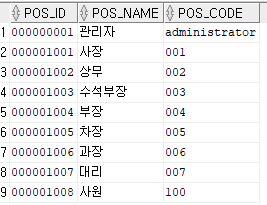 POS_ID POS_NAME POS_CODE
1 000000001 관리자 administrator
2 000001001 사장 001
3 000001002 상무 002
4 000001003 수석부장 003
5 000001004 부장 004
6 000001005 차장 005
7 000001006 과장 006
8 000001007 대리 007
9 000001008 사원 100